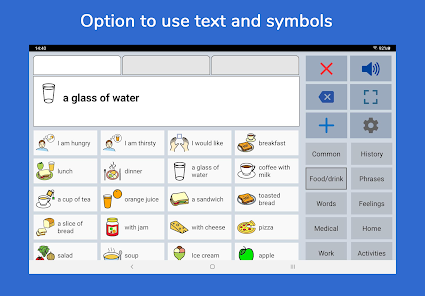 Option to use text and symbols
14:40
92%
a glass of water
I am hungry
I am thirsty
I would like
breakfast
lunch
dinner
a glass of
water
coffee with
milk
a cup of tea
orange juice
a sandwich
toasted
bread
a slice of
bread
with jam
with cheese
pizza
salad
soup
Ice cream
apple
Common
History
Food/drink
Phrases
Words
Feelings
Medical
Home
Work
Activities